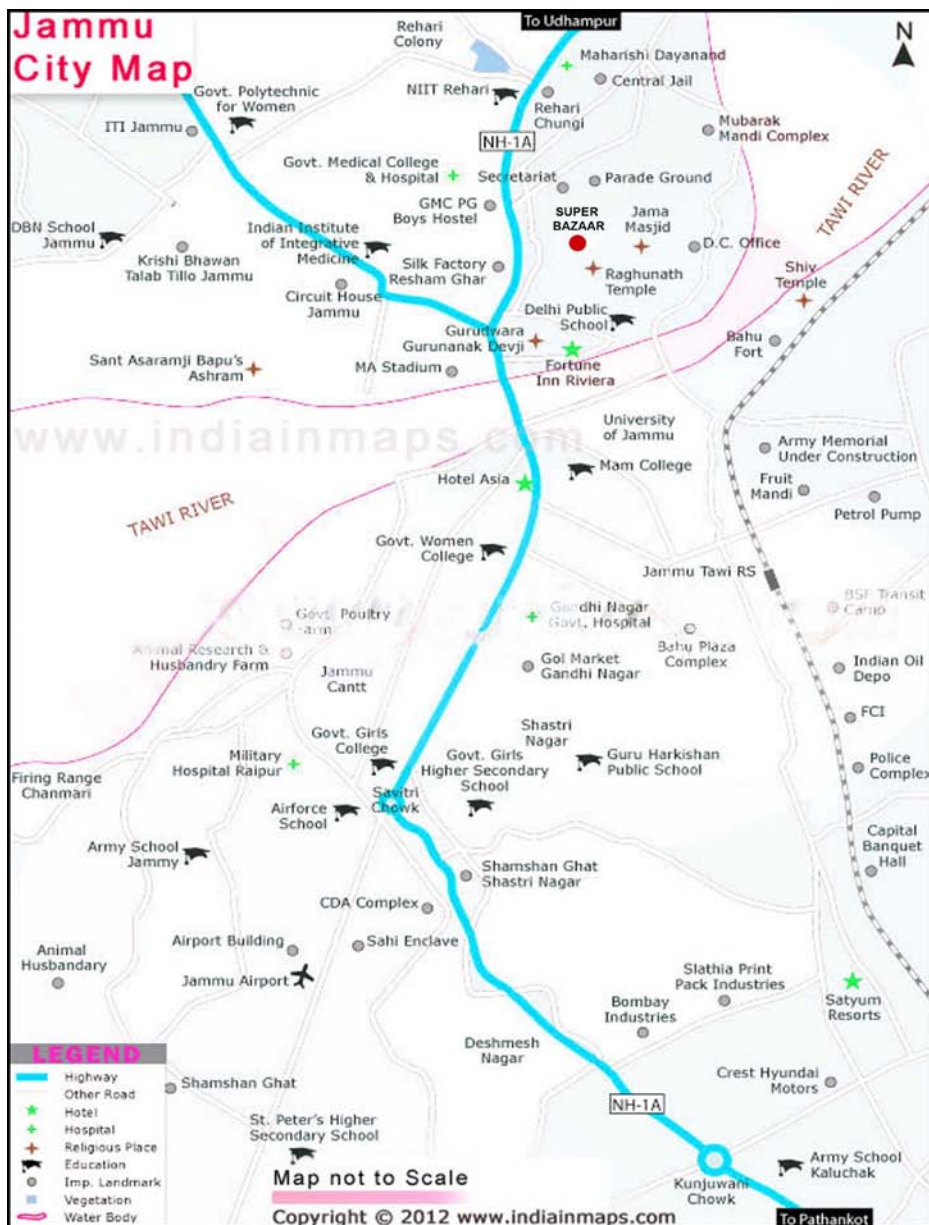 Jammu
City Map
To Udhampur
N
Rehari
Colony
Maharishi Dayanand
Central Jail
Govt. Polytechnic
for Women
NIIT Rehari
Rehari
Chungi
ITI Jammu
Mubarak
Mandi Complex
NH-1A
Govt. Medical College
& Hospital
Secretariat
Parade Ground
GMC PG
Boys Hostel
SUPER
BAZAAR
Jama
Masjid
TAWI RIVER
DBN School
Jammu
Indian Institute
of Integrative
Medicine
D.C. Office
Krishi Bhawan
Talab Tillo Jammu
Silk Factory
Resham Ghar
Raghunath
Temple
Shiv
Temple
Circuit House
Jammu
Delhi Public
School
Gurudwara
Gurunanak Devji
Bahu
Fort
Sant Asaramji Bapu's
Ashram
MA Stadium
Fortune
Inn Riviera
www.indiainmaps.com
University
of Jammu
Army Memorial
Under Construction
Hotel Asia
Mam College
Fruit
Mandi
Petrol Pump
TAWI RIVER
Govt. Women
College
Jammu Tawi RS
BSF Transit
Camp
Govt. Poultry
Farm
Gandhi Nagar
Govt. Hospital
Animal Research &
Husbandry Farm
Bahu Plaza
Complex
Jammu
Cantt
Gol Market
Gandhi Nagar
Indian Oil
Depo
FCI
Govt. Girls
College
Shastri
Nagar
Military
Hospital Raipur
Govt. Girls
Higher Secondary
School
Guru Harkishan
Public School
Police
Complex
Firing Range
Chanmari
Savitri
Chowk
Airforce
School
Army School
Jammy
Capital
Banquet
Hall
Shamshan Ghat
Shastri Nagar
CDA Complex
Airport Building
Sahi Enclave
Animal
Husbandary
Jammu Airport
Slathia Print
Pack Industries
Bombay
Industries
Satyum
Resorts
Deshmesh
Nagar
Crest Hyundai
Motors
Shamshan Ghat
NH-1A
St. Peter's Higher
Secondary School
Army School
Kaluchak
Kunjuwani
Chowk
To Pathankot
LEGEND
Highway
Other Road
Hotel
Hospital
Religious Place
Education
Imp. Landmark
Vegetation
Water Body
Map not to Scale
Copyright © 2012 www.indiainmaps.com